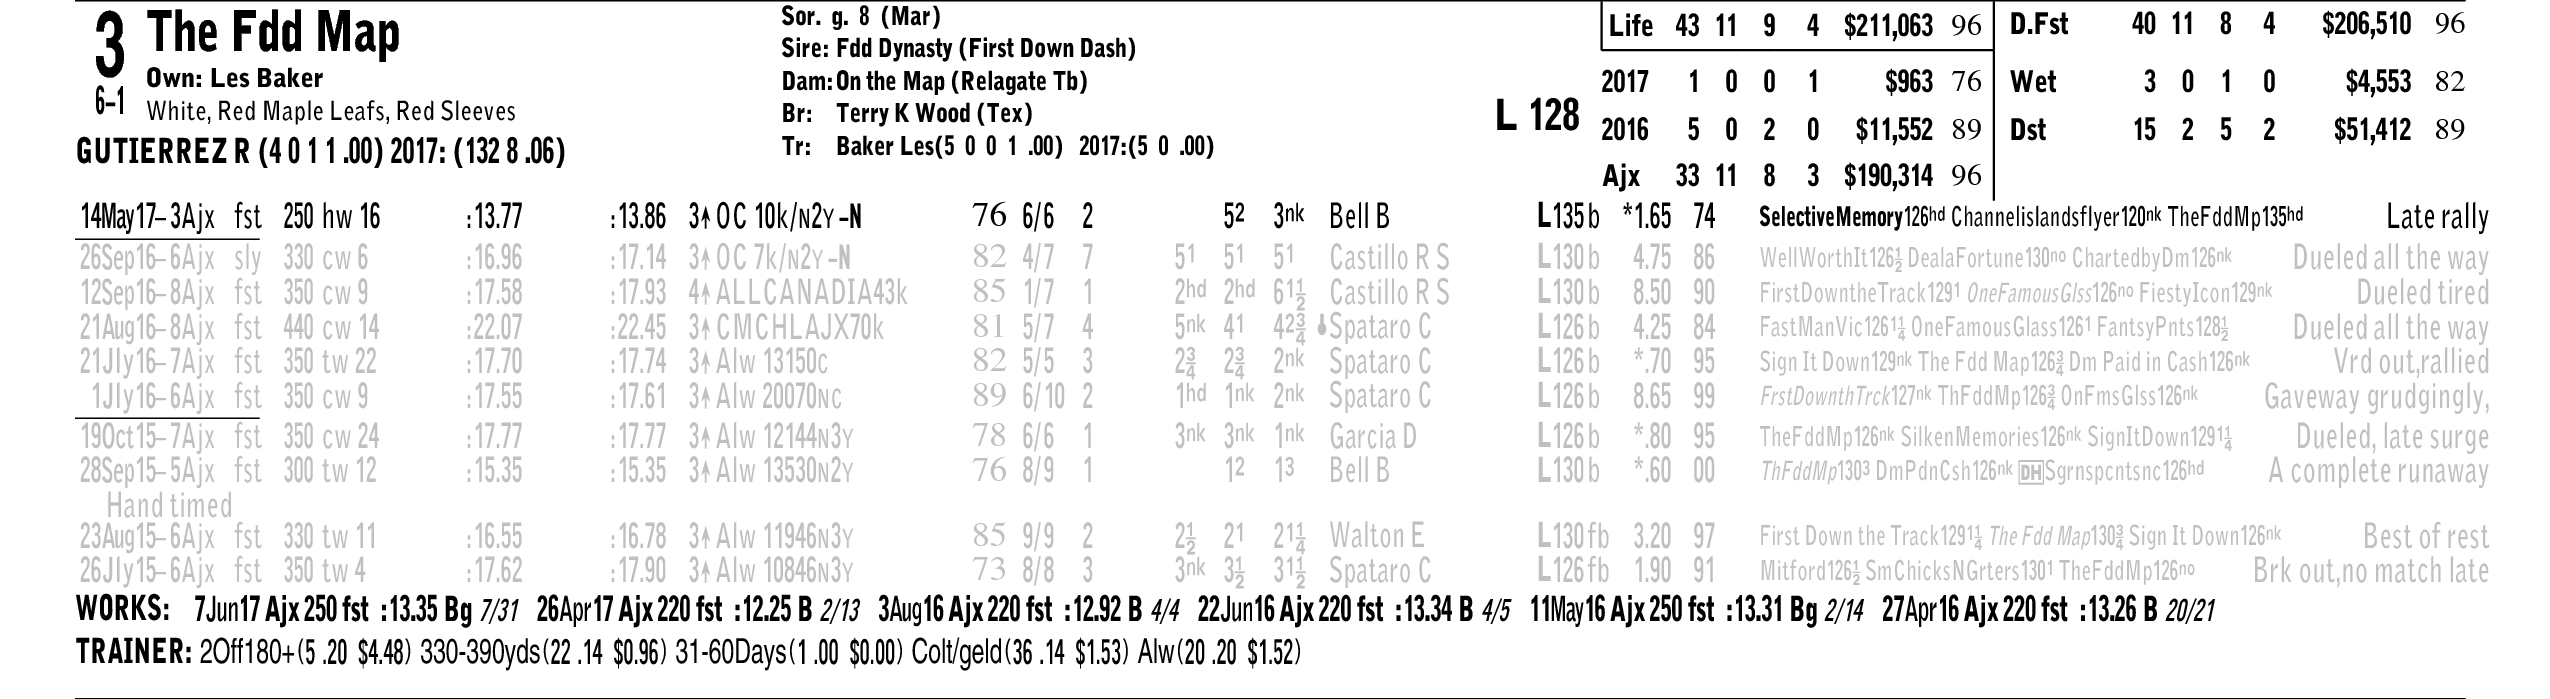 3 The Fdd Map
6-1
Own: Les Baker
White, Red Maple Leafs, Red Sleeves
GUTIERREZ R (4 0 1 1 .00) 2017: (132 8 .06)
Sor. g. 8 (Mar)
Sire: Fdd Dynasty (First Down Dash)
Dam: On the Map (Relagate Tb)
Br: Terry K Wood (Tex)
Tr: Baker Les(5 0 0 1 .00) 2017:(5 0 .00)
L 128
Life 43 11 9 4 $211,063 96
2017 1 0 0 1 $963 76
2016 5 0 2 0 $11,552 89
Ajx 33 11 8 3 $190,314 96
D.Fst 40 11 8 4 $206,510 96
Wet 3 0 1 0 $4,553 82
Dst 15 2 5 2 $51,412 89
14May17–3Ajx fst 250 hw 16 :13.77 :13.86 3↑ OC 10k/N2Y–N 76 6/6 2 5² 3nk Bell B L135 b *1.65 74 SelectiveMemory126hd Channelislandsflyer120nk TheFddMp135hd Late rally
26Sep16–6Ajx sly 330 cw 6 :16.96 :17.14 3↑ OC 7k/N2Y–N 82 4/7 7 5¹ 5¹ 5¹ Castillo R S L130 b 4.75 86 WellWorthIt126½ DealaFortune130no ChartedbyDm126nk Dueled all the way
12Sep16–8Ajx fst 350 cw 9 :17.58 :17.93 4↑ ALLCANADIA43k 85 1/7 1 2hd 2hd 61½ Castillo R S L130 b 8.50 90 FirstDowntheTrack129¹ OneFamousGlss126no FiestyIcon129nk Dueled tired
21Aug16–8Ajx fst 440 cw 14 :22.07 :22.45 3↑ CMCHLAJX70k 81 5/7 4 5nk 4¹ 42¾ Spataro C L126 b 4.25 84 FastManVic1261¼ OneFamousGlass126¹ FantsyPnts128½ Dueled all the way
21Jly16–7Ajx fst 350 tw 22 :17.70 :17.74 3↑ Alw 13150C 82 5/5 3 2¾ 2¾ 2nk Spataro C L126 b *.70 95 Sign It Down129nk The Fdd Map126¾ Dm Paid in Cash126nk Vrd out,rallied
1Jly16–6Ajx fst 350 cw 9 :17.55 :17.61 3↑ Alw 20070NC 89 6/10 2 1hd 1nk 2nk Spataro C L126 b 8.65 99 FrstDownthTrck127nk ThFddMp126¾ OnFmsGlss126nk Gaveway grudgingly,
19Oct15–7Ajx fst 350 cw 24 :17.77 :17.77 3↑ Alw 12144N3Y 78 6/6 1 3nk 3nk 1nk Garcia D L126 b *.80 95 TheFddMp126nk SilkenMemories126nk SignItDown1291¼ Dueled, late surge
28Sep15–5Ajx fst 300 tw 12 :15.35 :15.35 3↑ Alw 13530N2Y 76 8/9 1 1² 1³ Bell B L130 b *.60 00 ThFddMp130³ DmPdnCsh126nk DH Sgrnspcntsnc126hd A complete runaway
Hand timed
23Aug15–6Ajx fst 330 tw 11 :16.55 :16.78 3↑ Alw 11946N3Y 85 9/9 2 2½ 2¹ 21¼ Walton E L130 fb 3.20 97 First Down the Track1291¼ The Fdd Map130¾ Sign It Down126nk Best of rest
26Jly15–6Ajx fst 350 tw 4 :17.62 :17.90 3↑ Alw 10846N3Y 73 8/8 3 3nk 3½ 31½ Spataro C L126 fb 1.90 91 Mitford126½ SmChicksNGrters130¹ TheFddMp126no Brk out,no match late
WORKS: 7Jun17 Ajx 250 fst :13.35 Bg 7/31 26Apr17 Ajx 220 fst :12.25 B 2/13 3Aug16 Ajx 220 fst :12.92 B 4/4 22Jun16 Ajx 220 fst :13.34 B 4/5 11May16 Ajx 250 fst :13.31 Bg 2/14 27Apr16 Ajx 220 fst :13.26 B 20/21
TRAINER: 2Off180+(5 .20 $4.48) 330-390yds(22 .14 $0.96) 31-60Days(1 .00 $0.00) Colt/geld(36 .14 $1.53) Alw(20 .20 $1.52)